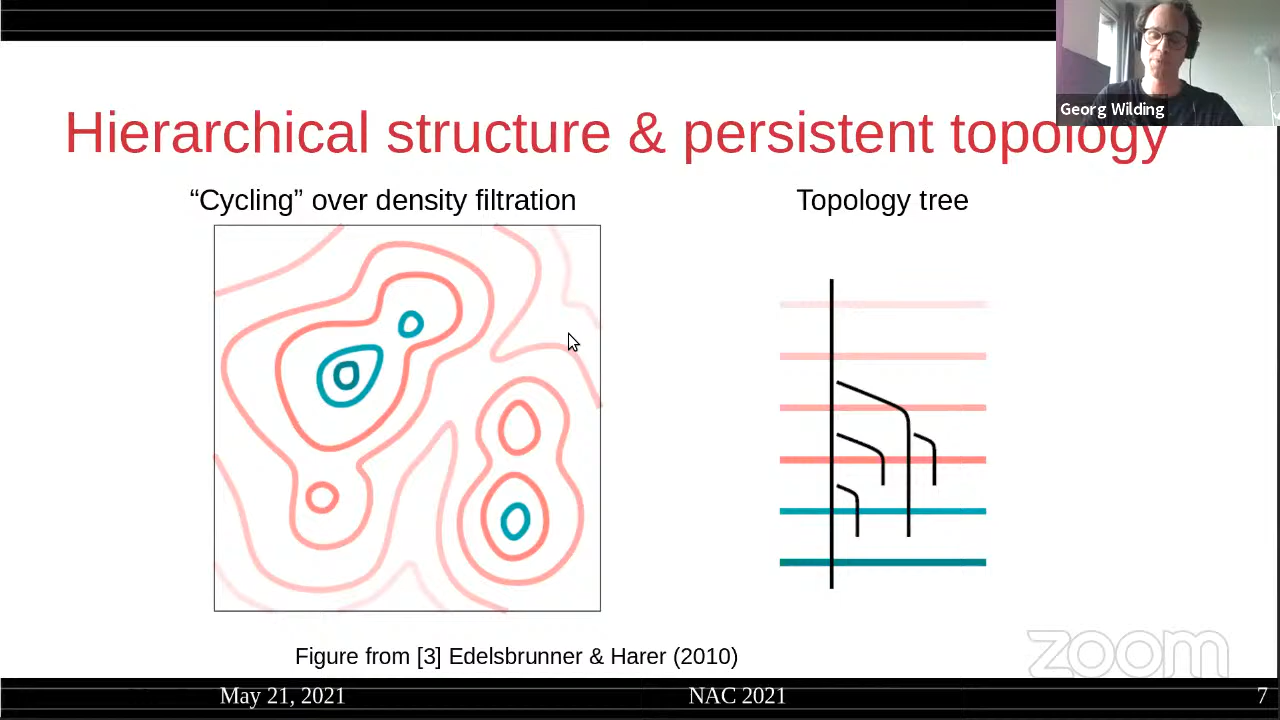 Georg Wilding
Hierarchical structure & persistent topology
“Cycling” over density filtration
Topology tree
Figure from [3] Edelsbrunner & Harer (2010)
zoom
May 21, 2021
NAC 2021
7